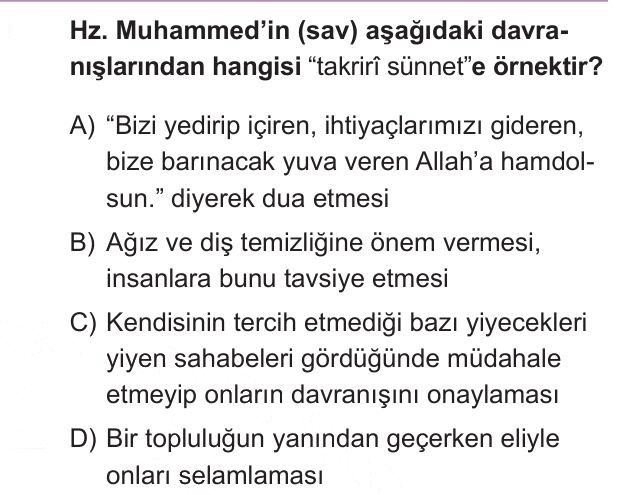 Hz. Muhammed’in (sav) aşağıdaki davra-
nışlarından hangisi “takrirî sünnet”e örnektir?
A) “Bizi yedirip içiren, ihtiyaçlarımızı gideren,
bize barınacak yuva veren Allah’a hamdol-
sun.” diyerek dua etmesi
B) Ağız ve diş temizliğine önem vermesi,
insanlara bunu tavsiye etmesi
C) Kendisinin tercih etmediği bazı yiyecekleri
yiyen sahabeleri gördüğünde müdahale
etmeyip onların davranışını onaylaması
D) Bir topluluğun yanından geçerken eliyle
onları selamlaması